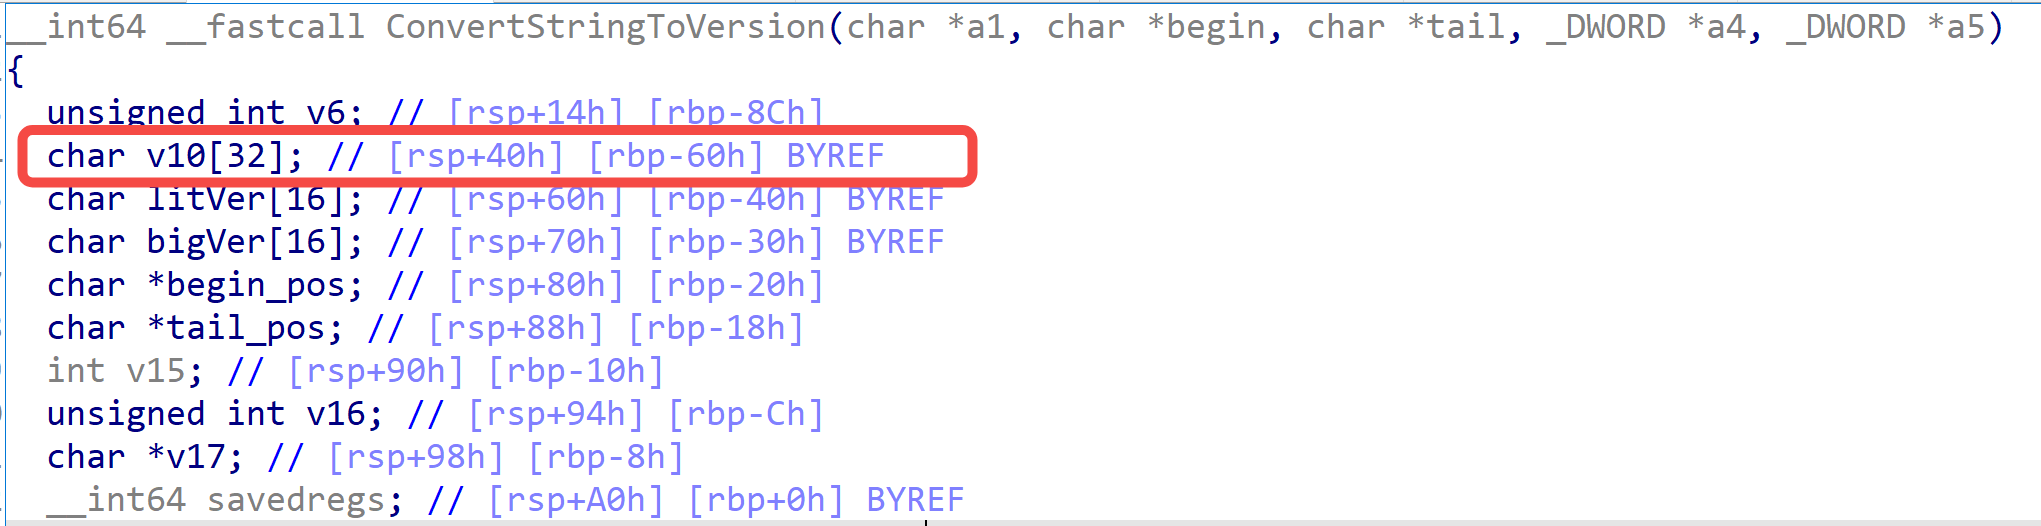 __int64 __fastcall ConvertStringToVersion(char *a1, char *begin, char *tail, _DWORD *a4, _DWORD *a5)
{
unsigned int v6; // [rsp+14h] [rbp-8Ch]
char v10[32]; // [rsp+40h] [rbp-60h] BYREF
char litVer[16]; // [rsp+60h] [rbp-40h] BYREF
char bigVer[16]; // [rsp+70h] [rbp-30h] BYREF
char *begin_pos; // [rsp+80h] [rbp-20h]
char *tail_pos; // [rsp+88h] [rbp-18h]
int v15; // [rsp+90h] [rbp-10h]
unsigned int v16; // [rsp+94h] [rbp-Ch]
char *v17; // [rsp+98h] [rbp-8h]
__int64 savedregs; // [rsp+A0h] [rbp+0h] BYREF